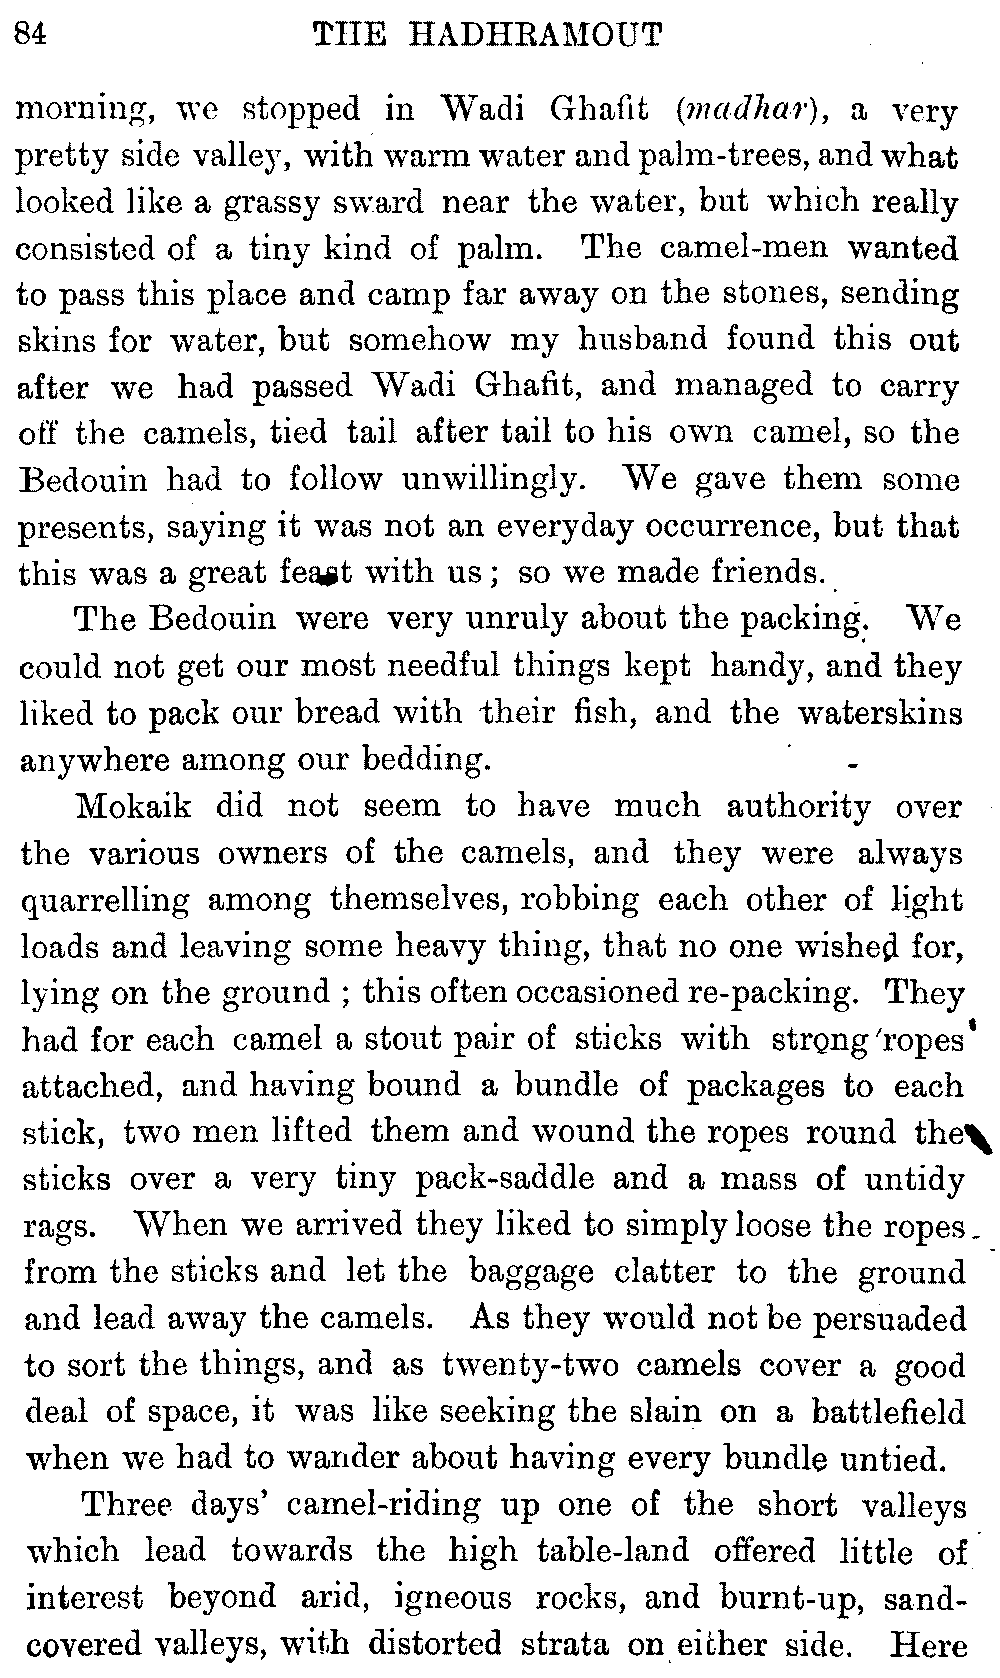 84 THE HADHRAMOUT
morning, we stopped in Wadi Ghafit (madhar), a very
pretty side valley, with warm water and palm-trees, and what
looked like a grassy sward near the water, but which really
consisted of a tiny kind of palm. The camel-men wanted
to pass this place and camp far away on the stones, sending
skins for water, but somehow my husband found this out
after we had passed Wadi Ghafit, and managed to carry
off the camels, tied tail after tail to his own camel, so the
Bedouin had to follow unwillingly. We gave them some
presents, saying it was not an everyday occurrence, but that
this was a great feast with us; so we made friends.
The Bedouin were very unruly about the packing. We
could not get our most needful things kept handy, and they
liked to pack our bread with their fish, and the waterskins
anywhere among our bedding.
Mokaik did not seem to have much authority over
the various owners of the camels, and they were always
quarrelling among themselves, robbing each other of light
loads and leaving some heavy thing, that no one wished for,
lying on the ground; this often occasioned re-packing. They
had for each camel a stout pair of sticks with strong ropes
attached, and having bound a bundle of packages to each
stick, two men lifted them and wound the ropes round the
sticks over a very tiny pack-saddle and a mass of untidy
rags. When we arrived they liked to simply loose the ropes
from the sticks and let the baggage clatter to the ground
and lead away the camels. As they would not be persuaded
to sort the things, and as twenty-two camels cover a good
deal of space, it was like seeking the slain on a battlefield
when we had to wander about having every bundle untied.
Three days' camel-riding up one of the short valleys
which lead towards the high table-land offered little of
interest beyond arid, igneous rocks, and burnt-up, sand-
covered valleys, with distorted strata on either side. Here